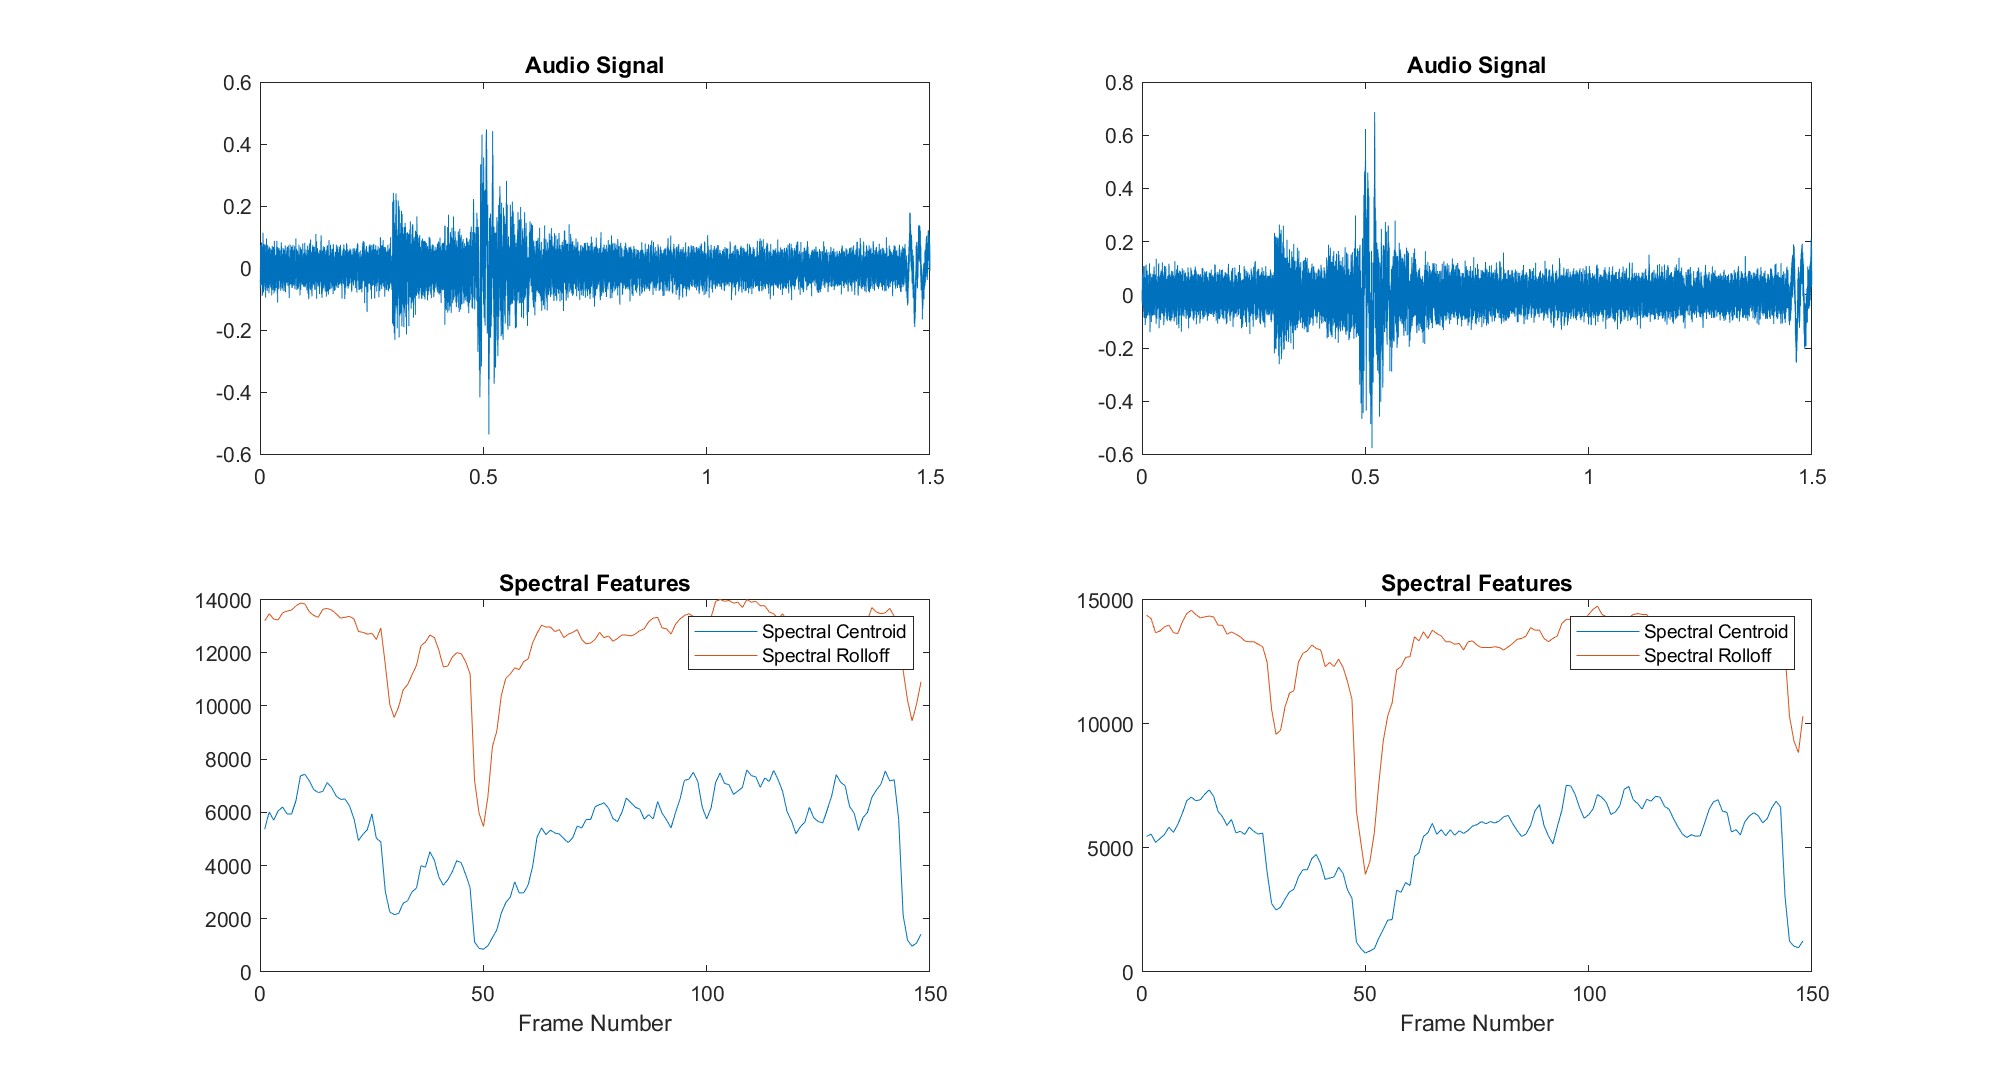 Audio Signal
0.6
0.4
0.2
0
-0.2
-0.4
-0.6
0 0.5 1 1.5
Audio Signal
0.8
0.6
0.4
0.2
0
-0.2
-0.4
-0.6
0 0.5 1 1.5
Spectral Features
14000
12000
10000
8000
6000
4000
2000
0
Spectral Centroid
Spectral Rolloff
0 50 100 150
Frame Number
Spectral Features
15000
10000
5000
0
Spectral Centroid
Spectral Rolloff
0 50 100 150
Frame Number